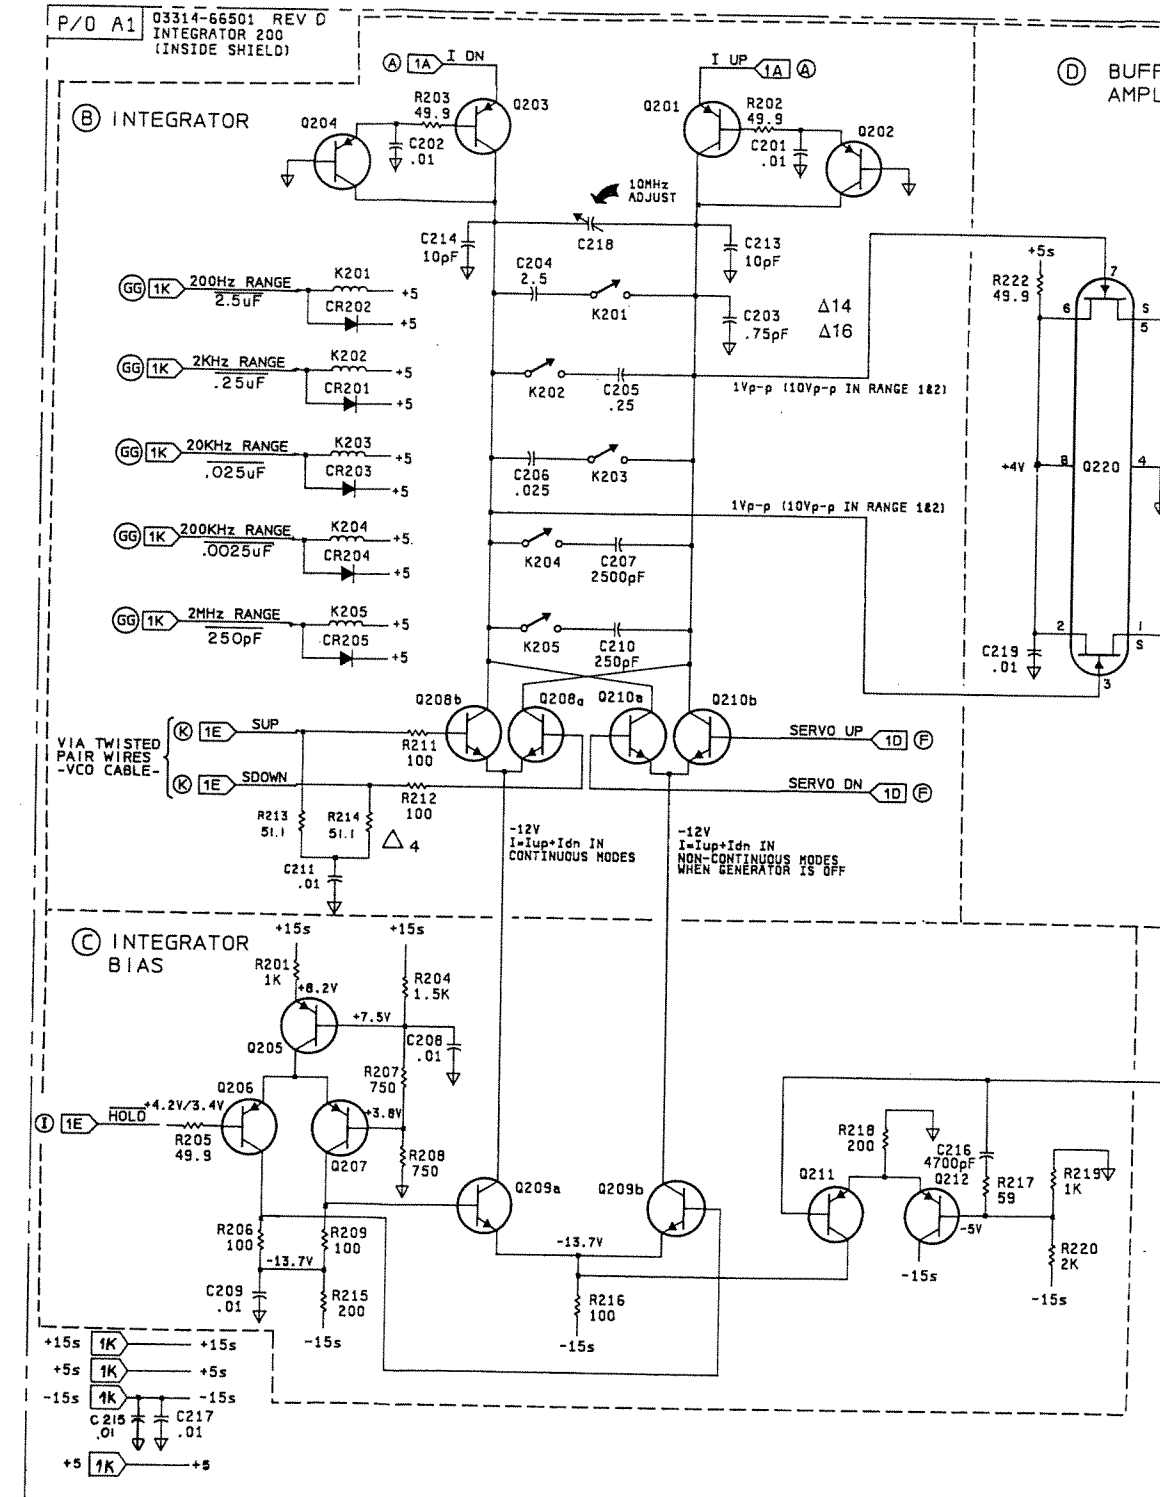 P/O A1
03314-66501 REV D
INTEGRATOR 200
(INSIDE SHIELD)
A 1A I DN
I UP 1A A
D BUFF
AMPL
B INTEGRATOR
Q204
R203
49.9
Q203
C202
.01
Q201
R202
49.9
C201
.01
Q202
10MHz
ADJUST
C214
10pF
C218
C213
10pF
C204
2.5
K201
C203
.75pF
Δ14
Δ16
+5s
R222
49.9
7
6
S
5
GG 1K 200Hz RANGE
2.5uF
K201
+5
CR202
+5
GG 1K 2KHz RANGE
.25uF
K202
+5
CR201
+5
K202
C205
.25
1Vp-p (10Vp-p IN RANGE 1&2)
GG 1K 20KHz RANGE
.025uF
K203
+5
CR203
+5
C206
.025
K203
+4V
8
Q220
4
1Vp-p (10Vp-p IN RANGE 1&2)
GG 1K 200KHz RANGE
.0025uF
K204
+5
CR204
+5
K204
C207
2500pF
GG 1K 2MHz RANGE
250pF
K205
+5
CR205
+5
K205
C210
250pF
2
1
S
C219
.01
3
Q208b
Q208a
Q210a
Q210b
VIA TWISTED
PAIR WIRES
-VCO CABLE-
K 1E SUP
R211
100
SERVO UP 1D F
K 1E SDOWN
R212
100
SERVO DN 1D F
R213
51.1
R214
51.1
Δ4
C211
.01
-12V
I=Iup+Idn IN
CONTINUOUS MODES
-12V
I=Iup+Idn IN
NON-CONTINUOUS MODES
WHEN GENERATOR IS OFF
C INTEGRATOR
BIAS
+15s
+15s
R201
1K
+8.2V
R204
1.5K
+7.5V
Q205
C208
.01
R207
750
Q206
+4.2V/3.4V
I 1E HOLD
R205
49.9
+3.8V
Q207
R208
750
Q209a
Q209b
R218
200
C216
4700pF
Q211
Q212
R217
59
R219
1K
-5V
R206
100
R209
100
-13.7V
-13.7V
R220
2K
-15s
-15s
C209
.01
R215
200
-15s
R216
100
-15s
+15s 1K +15s
+5s 1K +5s
-15s 1K -15s
C215
.01
C217
.01
+5 1K +5